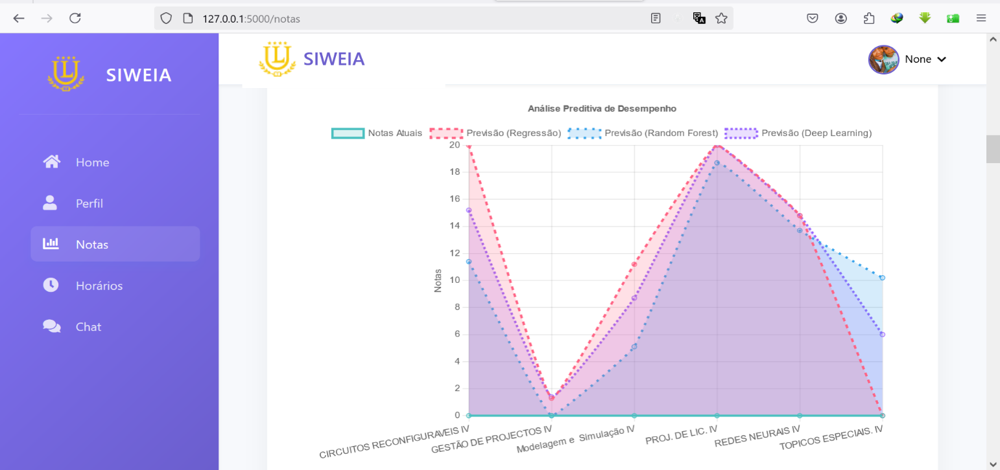 127.0.0.1:5000/notas
SIWEIA
Home
Perfil
Notas
Horários
Chat
SIWEIA
None
Análise Preditiva de Desempenho
Notas Atuais Previsão (Regressão) Previsão (Random Forest) Previsão (Deep Learning)
20
18
16
14
12
10
8
6
4
2
0
Notas
CIRCUITOS RECONFIGURAVEIS IV
GESTÃO DE PROJECTOS IV
Modelagem e Simulação IV
PROJ. DE LIC. IV
REDES NEURAIS IV
TOPICOS ESPECIAIS. IV